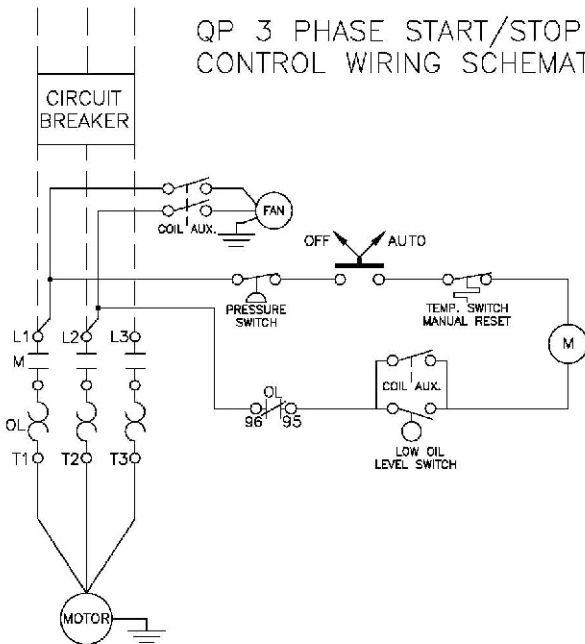 QP 3 PHASE START/STOP
CONTROL WIRING SCHEMAT
CIRCUIT
BREAKER
FAN
COIL AUX.
OFF
AUTO
PRESSURE
SWITCH
TEMP. SWITCH
MANUAL RESET
L1
L2
L3
M
M
COIL AUX.
OL
OL
96
95
T1
T2
T3
LOW OIL
LEVEL SWITCH
MOTOR